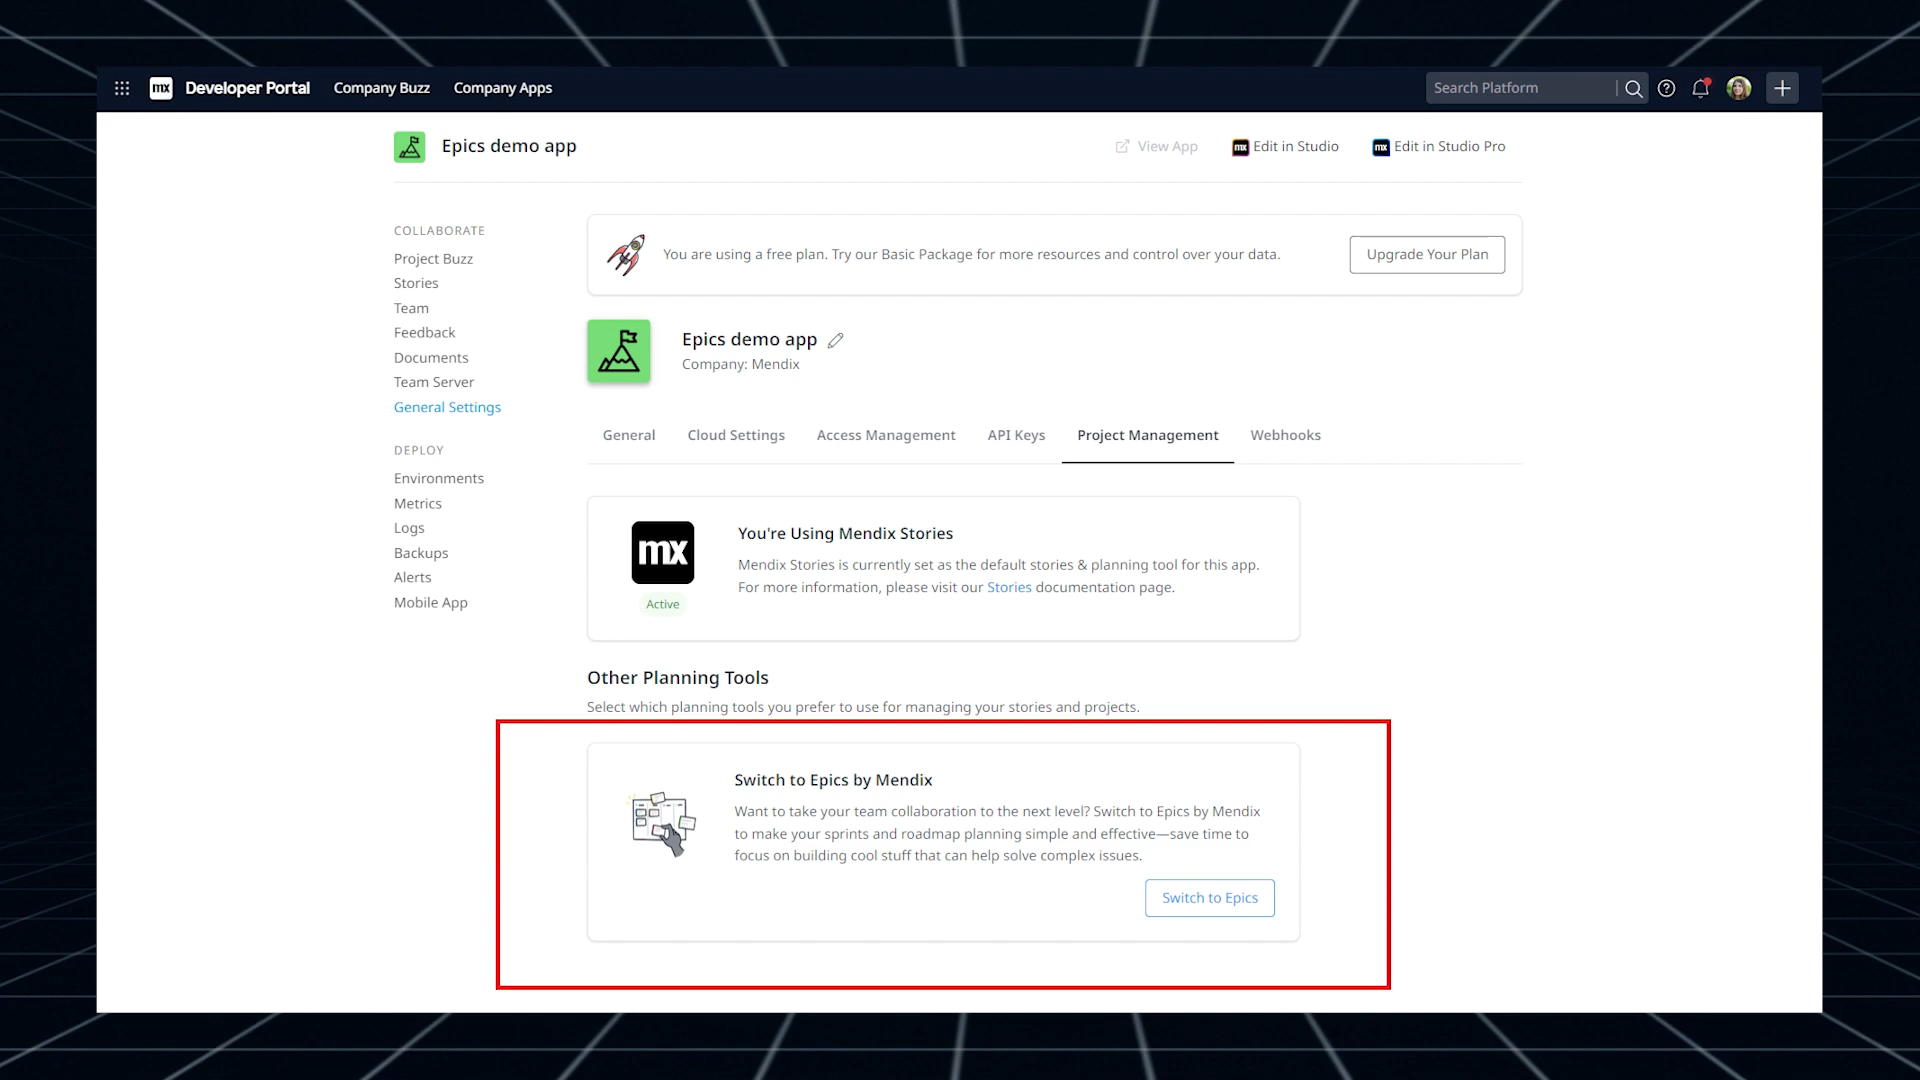 mx Developer Portal Company Buzz Company Apps Search Platform
Epics demo app View App mx Edit in Studio mx Edit in Studio Pro
COLLABORATE
Project Buzz
Stories
Team
Feedback
Documents
Team Server
General Settings
DEPLOY
Environments
Metrics
Logs
Backups
Alerts
Mobile App
You are using a free plan. Try our Basic Package for more resources and control over your data. Upgrade Your Plan
Epics demo app
Company: Mendix
General Cloud Settings Access Management API Keys Project Management Webhooks
mx
Active
You're Using Mendix Stories
Mendix Stories is currently set as the default stories & planning tool for this app.
For more information, please visit our Stories documentation page.
Other Planning Tools
Select which planning tools you prefer to use for managing your stories and projects.
Switch to Epics by Mendix
Want to take your team collaboration to the next level? Switch to Epics by Mendix
to make your sprints and roadmap planning simple and effective—save time to
focus on building cool stuff that can help solve complex issues.
Switch to Epics